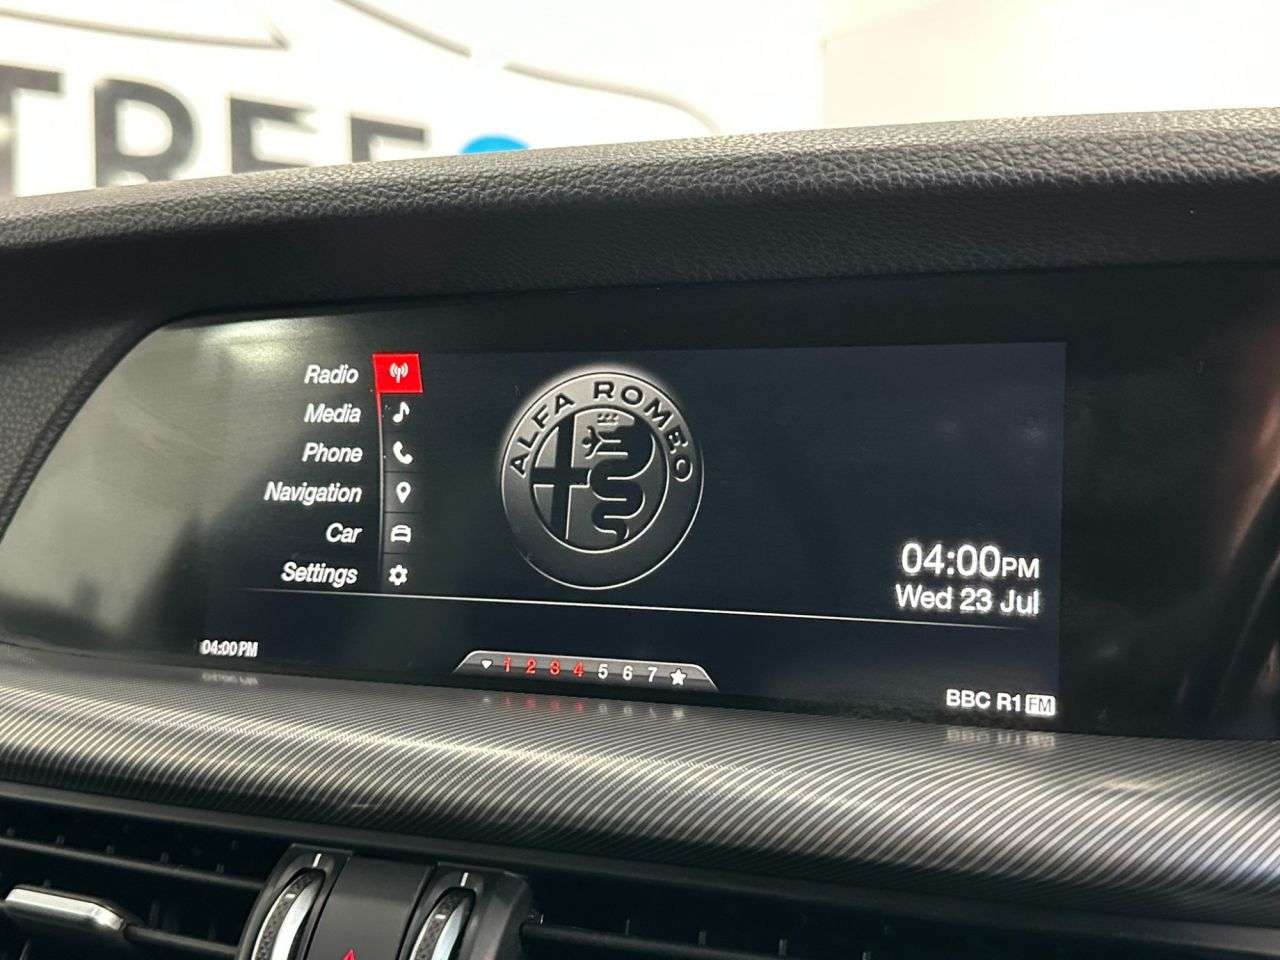 TREE
Radio
Media
Phone
Navigation
Car
Settings
ALFA ROMEO
04:00PM
Wed 23 Jul
04:00 PM
1 2 3 4 5 6 7
BBC R1 FM